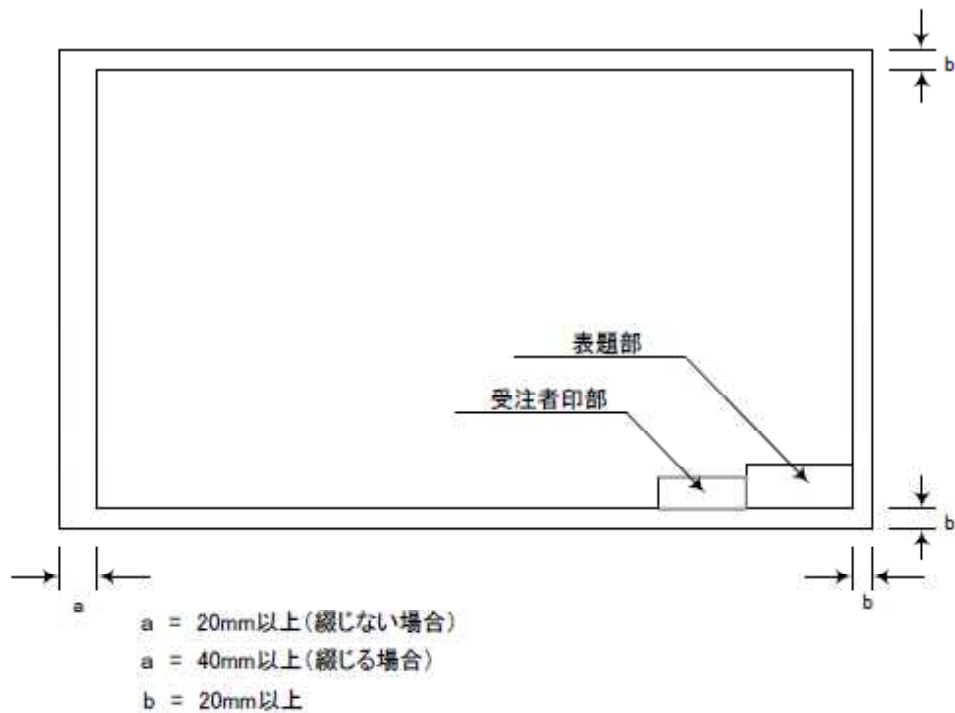 b
表題部
受注者印部
b
a
b
a = 20mm以上(綴じない場合)
a = 40mm以上(綴じる場合)
b = 20mm以上